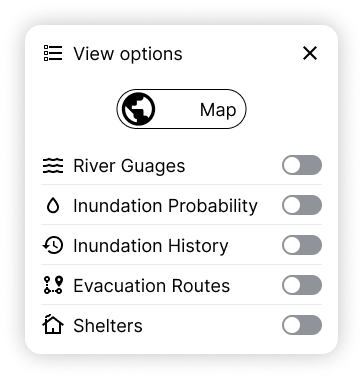 View options
Map
River Guages
Inundation Probability
Inundation History
Evacuation Routes
Shelters